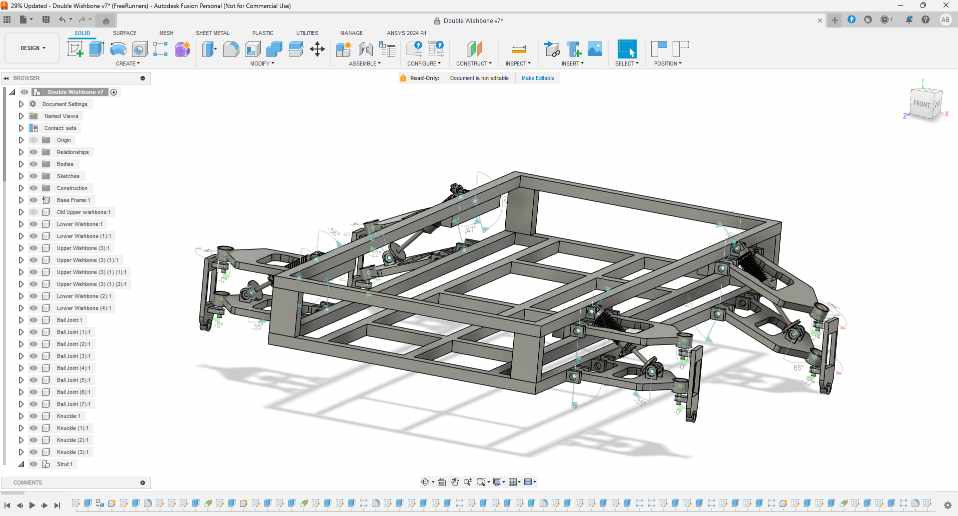 29% Updated - Double Wishbone v7* (FreeRunners) - Autodesk Fusion Personal (Not for Commercial Use)
Double Wishbone v7*
AB
SOLID SURFACE MESH SHEET METAL PLASTIC UTILITIES MANAGE ANSYS 2024 R1
DESIGN
CREATE MODIFY ASSEMBLE CONFIGURE CONSTRUCT INSPECT INSERT SELECT POSITION
BROWSER
Read-Only: Document is not editable Make Editable
Double Wishbone v7
Document Settings
Named Views
Contact sets
Origin
Relationships
Bodies
Sketches
Construction
Base Frame:1
Old Upper wishbone:1
Lower Wishbone:1
Lower Wishbone (1):1
Upper Wishbone (3):1
Upper Wishbone (3) (1):1
Upper Wishbone (3) (1) (1):1
Upper Wishbone (3) (1) (2):1
Lower Wishbone (2):1
Lower Wishbone (4):1
Ball Joint:1
Ball Joint (1):1
Ball Joint (2):1
Ball Joint (3):1
Ball Joint (4):1
Ball Joint (5):1
Ball Joint (6):1
Ball Joint (7):1
Knuckle:1
Knuckle (1):1
Knuckle (2):1
Knuckle (3):1
Strut:1
COMMENTS
FRONT
Z
X